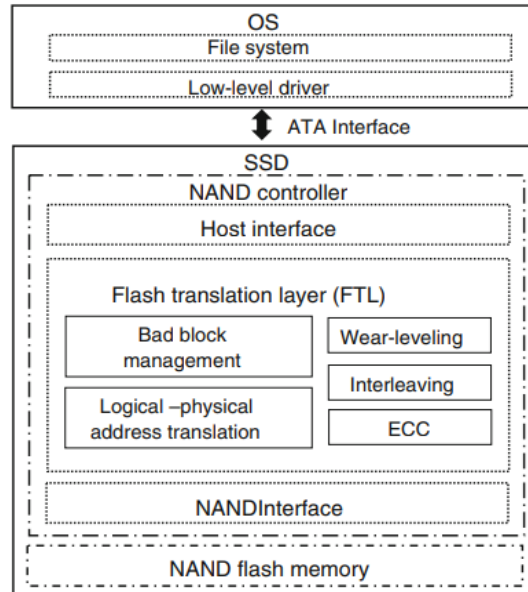 OS
File system
Low-level driver
ATA Interface
SSD
NAND controller
Host interface
Flash translation layer (FTL)
Bad block
management
Wear-leveling
Logical –physical
address translation
Interleaving
ECC
NANDInterface
NAND flash memory